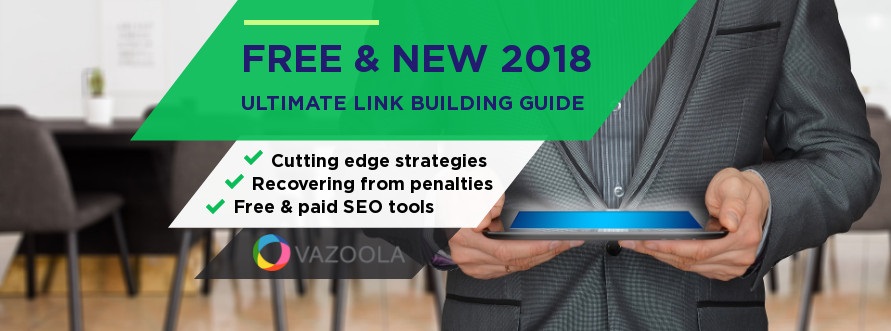 FREE & NEW 2018
ULTIMATE LINK BUILDING GUIDE
Cutting edge strategies
Recovering from penalties
Free & paid SEO tools
VAZOOLA